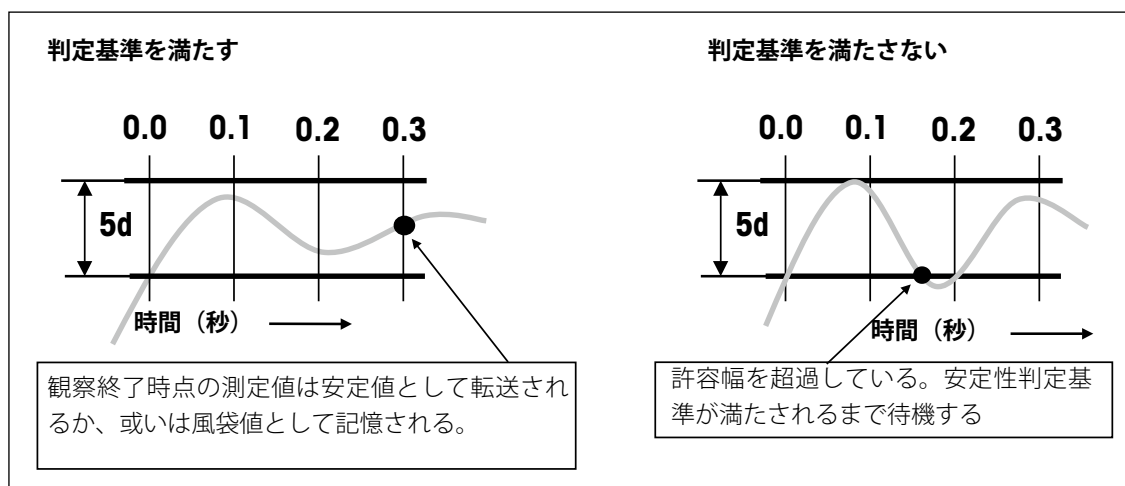 判定基準を満たす
0.0 0.1 0.2 0.3
5d
時間（秒）
観察終了時点の測定値は安定値として転送され
るか、或いは風袋値として記憶される。
判定基準を満たさない
0.0 0.1 0.2 0.3
5d
時間（秒）
許容幅を超過している。安定性判定基
準が満たされるまで待機する